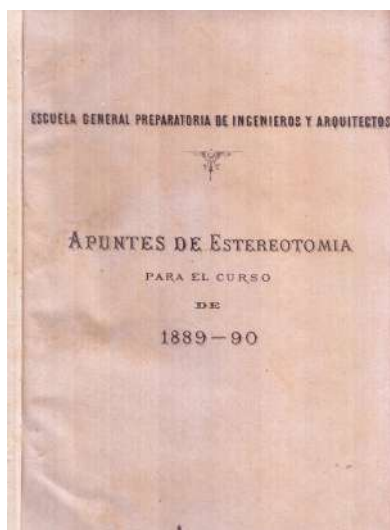 ESCUELA GENERAL PREPARATORIA DE INGENIEROS Y ARQUITECTOS
APUNTES DE ESTEREOTOMIA
PARA EL CURSO
DE
1889-90